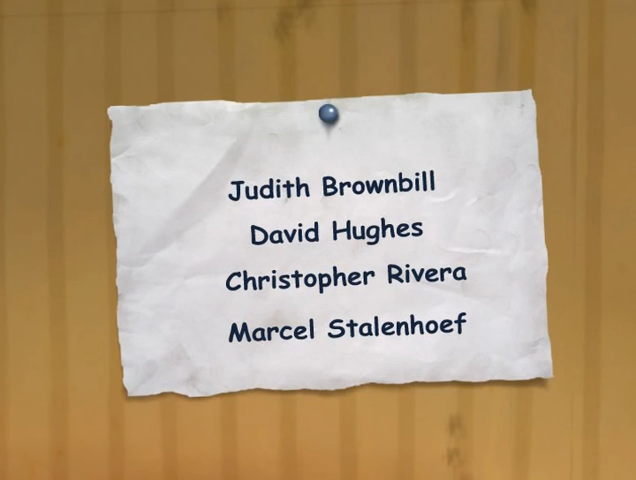 Judith Brownbill
David Hughes
Christopher Rivera
Marcel Stalenhoef